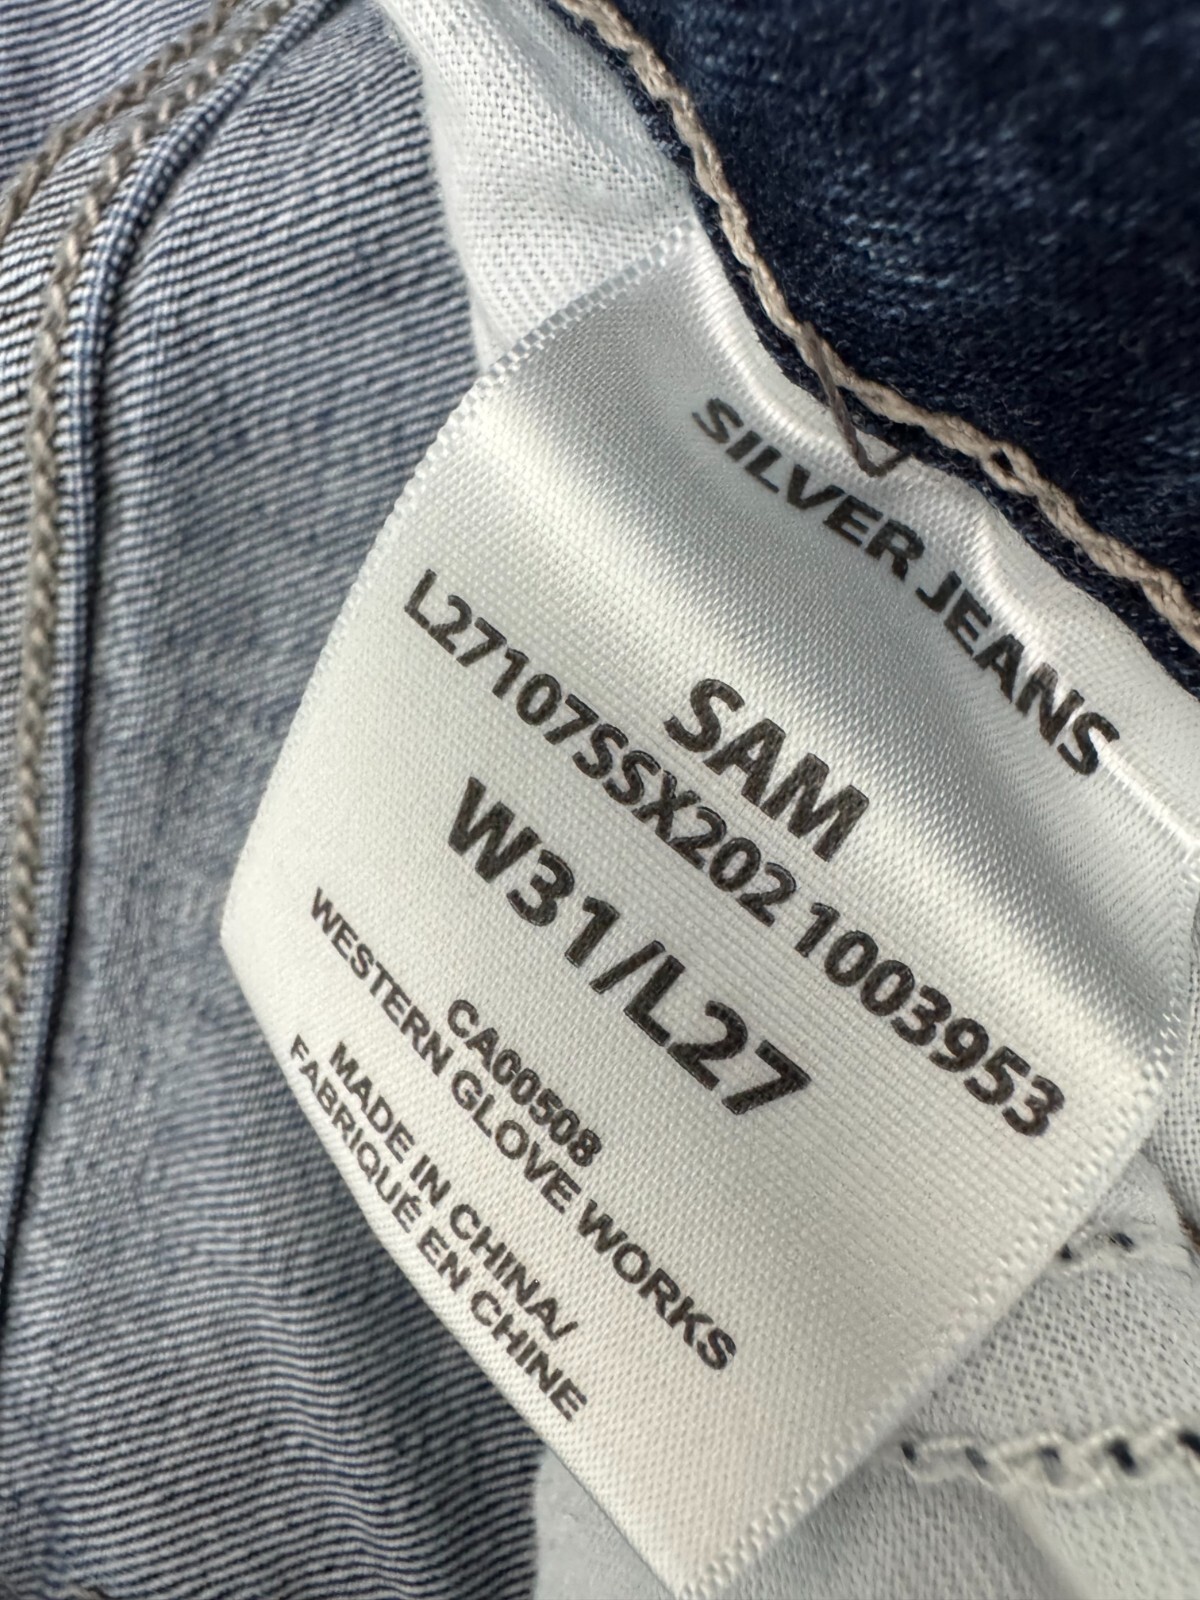 SILVER JEANS
SAM
L27107SSX202 1003953
W31/L27
CA00508
WESTERN GLOVE WORKS
MADE IN CHINA/
FABRIQUÉ EN CHINE